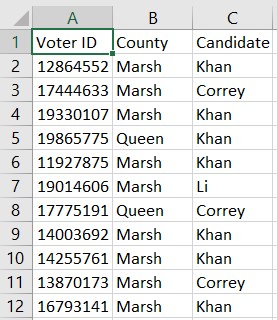 A B C
1 Voter ID County Candidate
2 12864552 Marsh Khan
3 17444633 Marsh Correy
4 19330107 Marsh Khan
5 19865775 Queen Khan
6 11927875 Marsh Khan
7 19014606 Marsh Li
8 17775191 Queen Correy
9 14003692 Marsh Khan
10 14255761 Marsh Khan
11 13870173 Marsh Correy
12 16793141 Marsh Khan